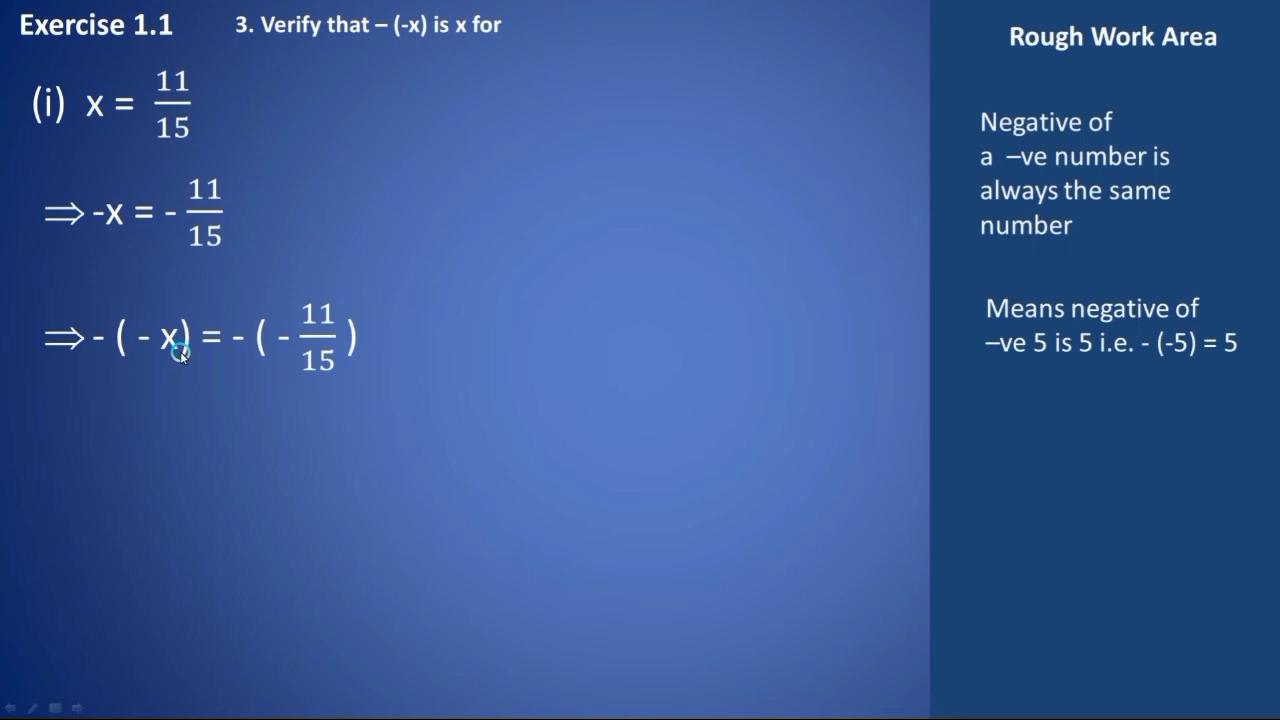 Exercise 1.1
3. Verify that – (-x) is x for
(i) x = 11/15
⟹ -x = - 11/15
⟹ - ( - x) = - ( - 11/15 )
Rough Work Area
Negative of
a –ve number is
always the same
number
Means negative of
–ve 5 is 5 i.e. - (-5) = 5